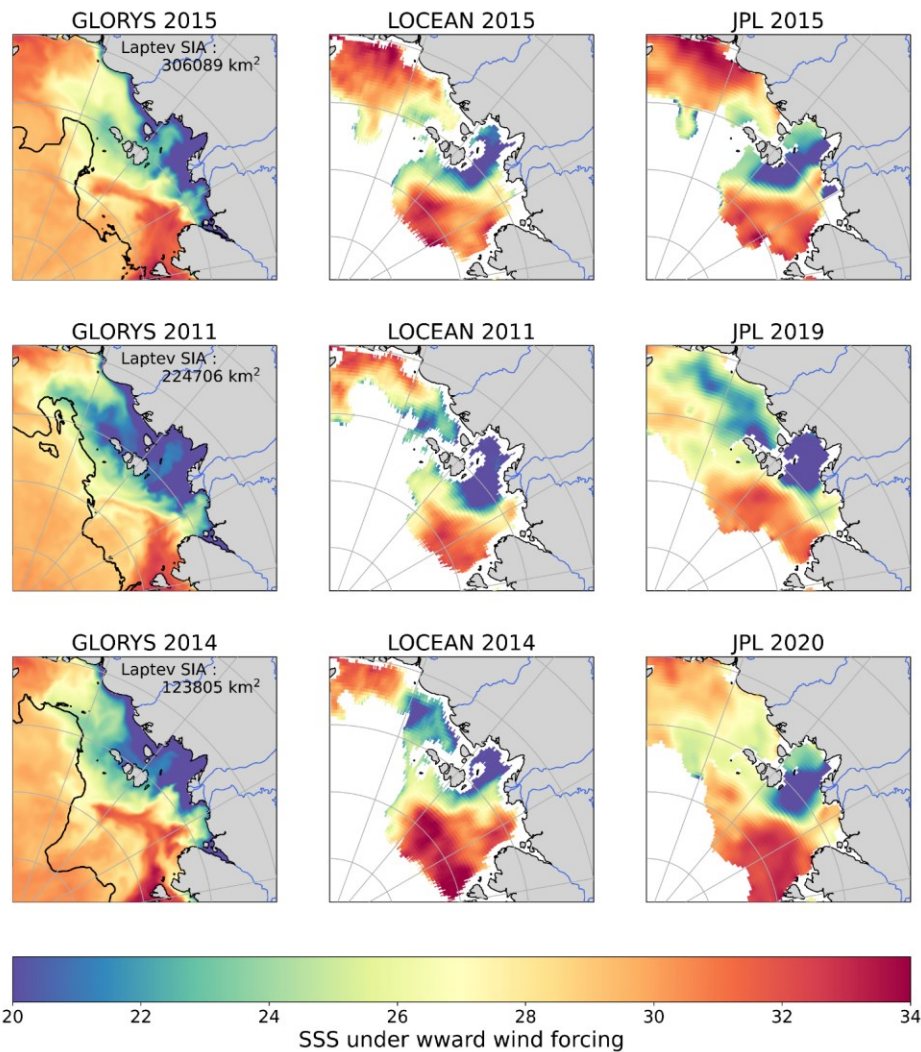 GLORYS 2015
LOCEAN 2015
JPL 2015
Laptev SIA :
306089 km²
GLORYS 2011
LOCEAN 2011
JPL 2019
Laptev SIA :
224706 km²
GLORYS 2014
LOCEAN 2014
JPL 2020
Laptev SIA :
123805 km²
20 22 24 26 28 30 32 34
SSS under wward wind forcing